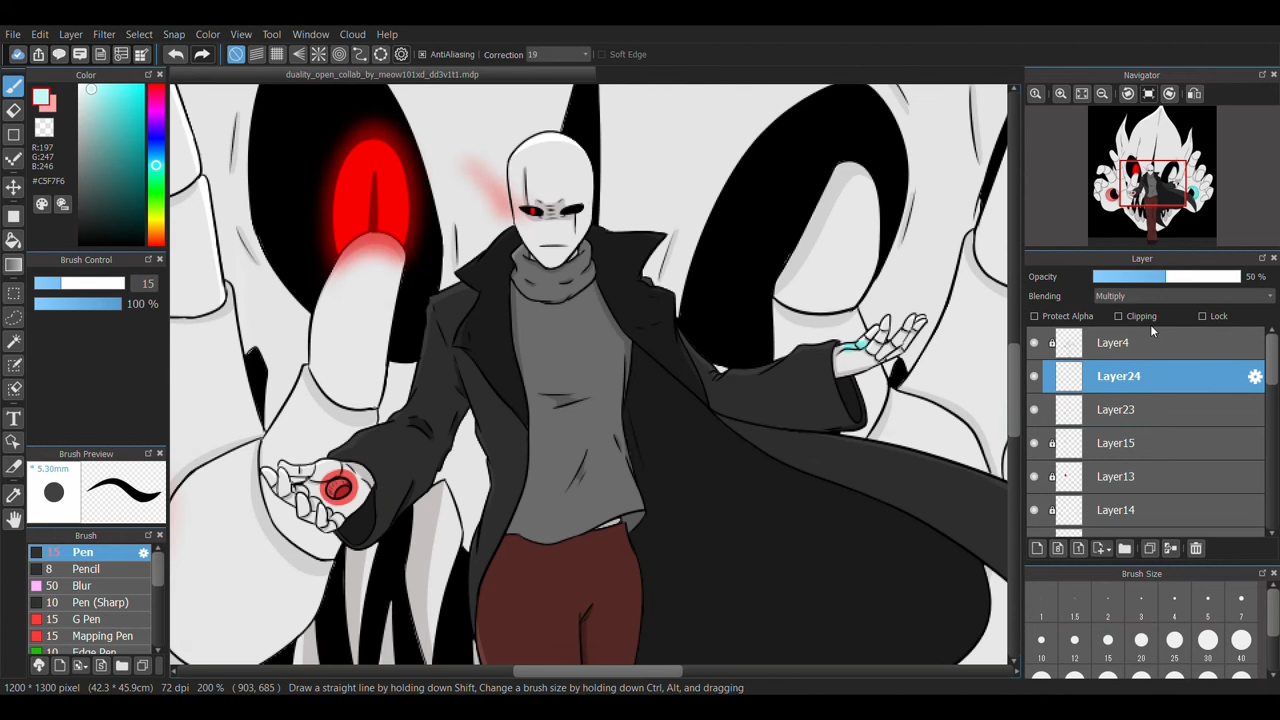 File Edit Layer Filter Select Snap Color View Tool Window Cloud Help
AntiAliasing Correction 19 Soft Edge
Color
duality_open_collab_by_meow101xd_dd3v1t1.mdp
Navigator
R:197
G:247
B:246
#C5F7F6
Brush Control
15
100 %
Layer
Opacity 50 %
Blending Multiply
Protect Alpha Clipping Lock
Layer4
Layer24
Layer23
Layer15
Layer13
Layer14
Brush Preview
* 5.30mm
Brush
15 Pen
8 Pencil
50 Blur
10 Pen (Sharp)
15 G Pen
15 Mapping Pen
10 Edge Pen
Brush Size
1 1.5 2 3 4 5 7
10 12 15 20 25 30 40
1200 * 1300 pixel (42.3 * 45.9cm) 72 dpi 200 % ( 903, 685 ) Draw a straight line by holding down Shift, Change a brush size by holding down Ctrl, Alt, and dragging